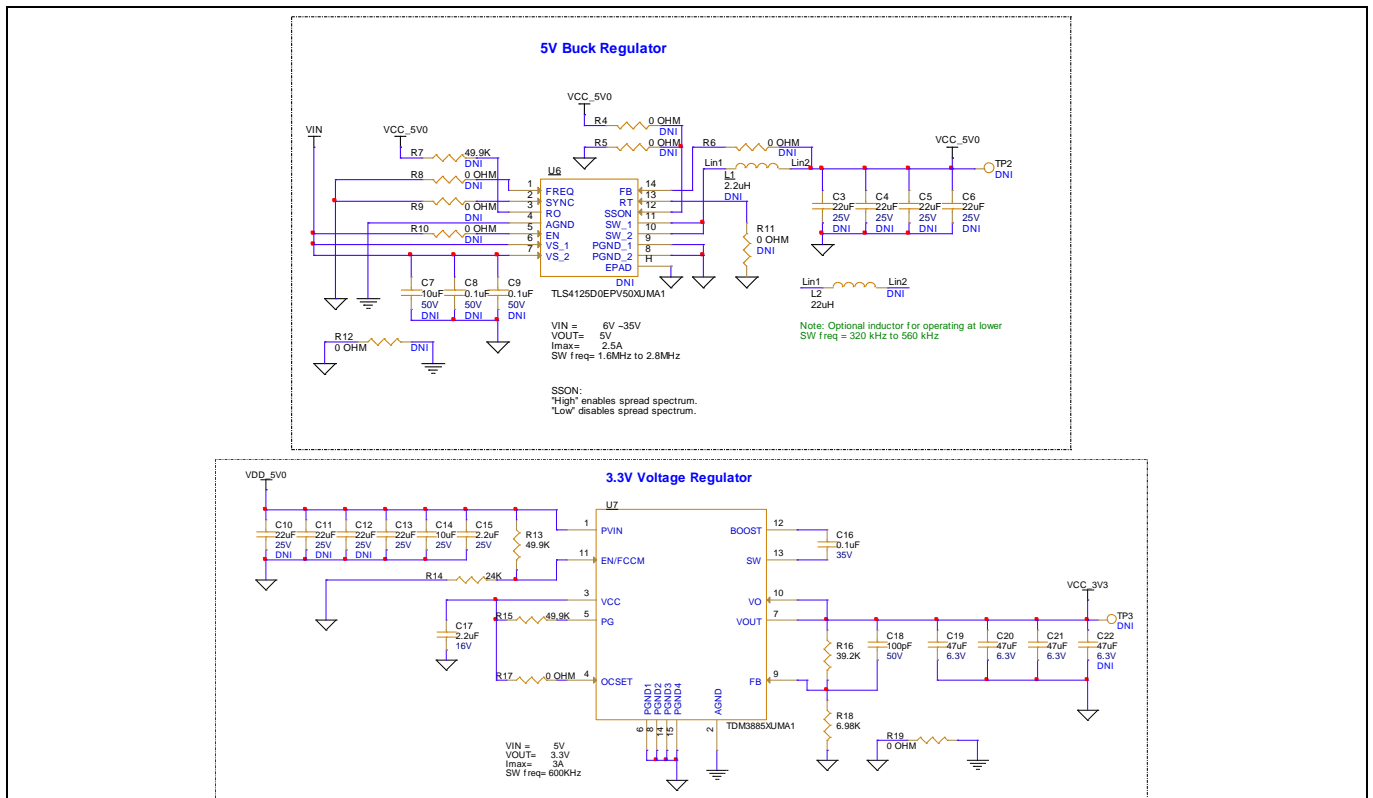 5V Buck Regulator
VCC_5V0
R4
0 OHM
DNI
VIN
VCC_5V0
R5
0 OHM
DNI
R6
0 OHM
DNI
VCC_5V0
R7
49.9K
DNI
Lin1
Lin2
L1
2.2uH
DNI
TP2
DNI
R8
0 OHM
DNI
U6
1
FREQ
2
SYNC
3
RO
4
AGND
5
EN
6
VS_1
7
VS_2
FB
14
RT
13
SSON
12
SW_1
11
SW_2
10
PGND_1
9
PGND_2
8
EPAD
H
DNI
TLS4125D0EPV50XUMA1
R9
0 OHM
DNI
R10
0 OHM
DNI
R11
0 OHM
DNI
C3
22uF
25V
DNI
C4
22uF
25V
DNI
C5
22uF
25V
DNI
C6
22uF
25V
DNI
C7
10uF
50V
DNI
C8
0.1uF
50V
DNI
C9
0.1uF
50V
DNI
Lin1
Lin2
L2
22uH
DNI
Note: Optional inductor for operating at lower
SW freq = 320 kHz to 560 kHz
R12
0 OHM
DNI
VIN = 6V ~35V
VOUT= 5V
Imax= 2.5A
SW freq= 1.6MHz to 2.8MHz
SSON:
"High" enables spread spectrum.
"Low" disables spread spectrum.
3.3V Voltage Regulator
VDD_5V0
C10
22uF
25V
DNI
C11
22uF
25V
DNI
C12
22uF
25V
DNI
C13
22uF
25V
DNI
C14
10uF
25V
C15
2.2uF
25V
R13
49.9K
R14
24K
U7
1
PVIN
11
EN/FCCM
3
VCC
5
PG
4
OCSET
BOOST
12
SW
13
VO
10
VOUT
7
FB
9
PGND1
PGND2
PGND3
PGND4
AGND
6
8
14
15
2
TDM3885XUMA1
C16
0.1uF
35V
C17
2.2uF
16V
R15
49.9K
R17
0 OHM
VCC_3V3
TP3
DNI
R16
39.2K
C18
100pF
50V
C19
47uF
6.3V
C20
47uF
6.3V
C21
47uF
6.3V
C22
47uF
6.3V
DNI
R18
6.98K
R19
0 OHM
VIN = 5V
VOUT= 3.3V
Imax= 3A
SW freq= 600KHz